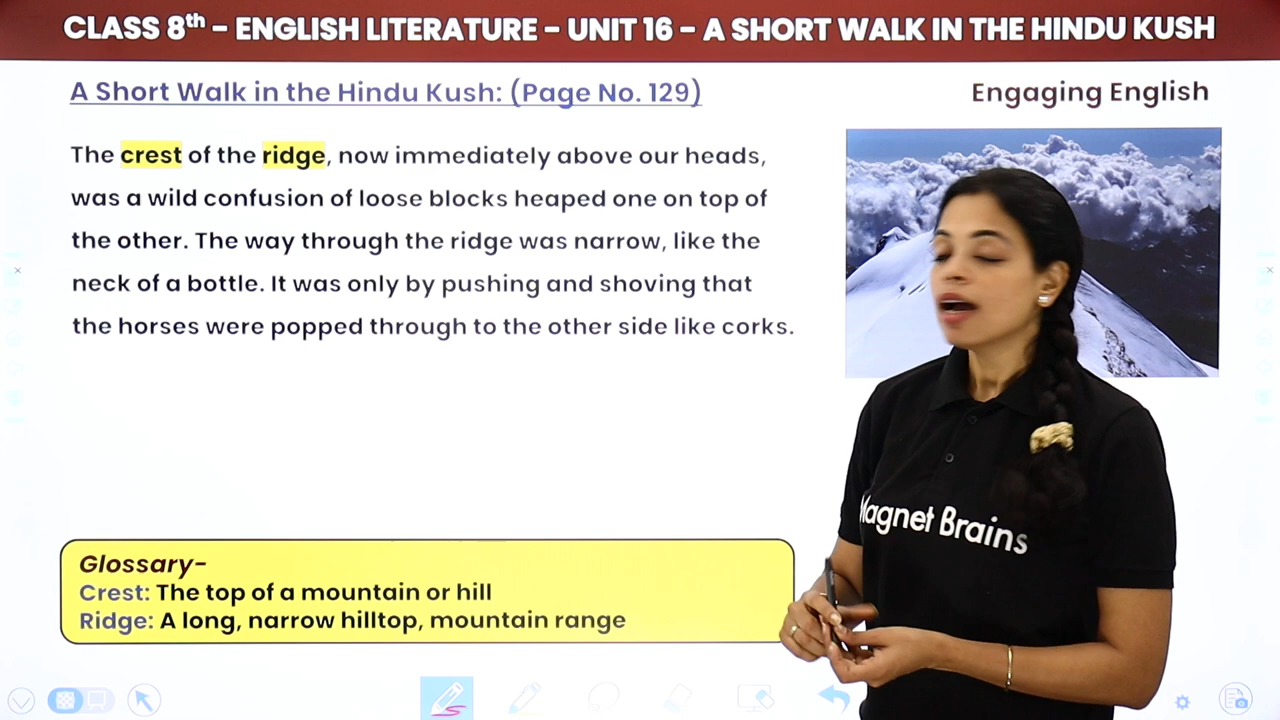 CLASS 8th – ENGLISH LITERATURE – UNIT 16 – A SHORT WALK IN THE HINDU KUSH
A Short Walk in the Hindu Kush: (Page No. 129)
Engaging English
The crest of the ridge, now immediately above our heads,
was a wild confusion of loose blocks heaped one on top of
the other. The way through the ridge was narrow, like the
neck of a bottle. It was only by pushing and shoving that
the horses were popped through to the other side like corks.
Magnet Brains
Glossary-
Crest: The top of a mountain or hill
Ridge: A long, narrow hilltop, mountain range